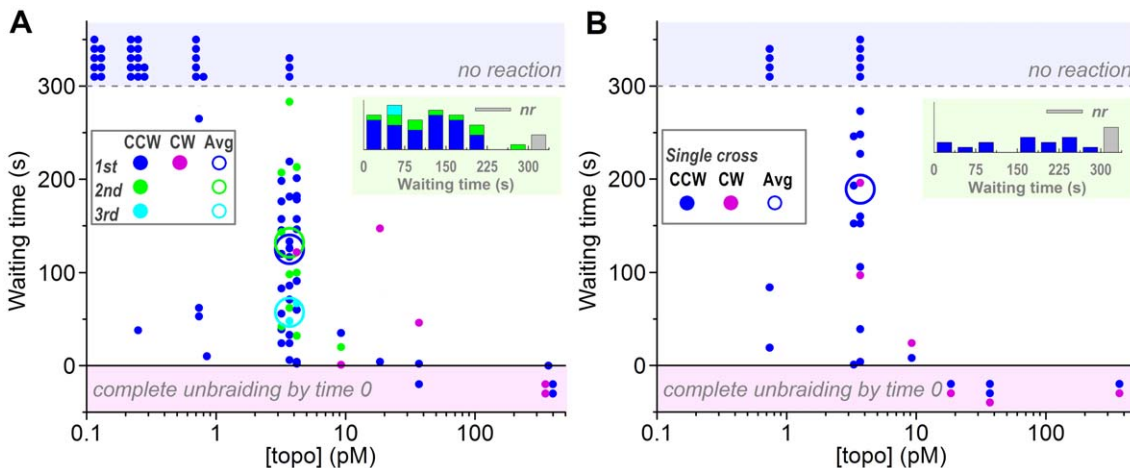 A
Waiting time (s)
300
200
100
0
no reaction
CCW CW Avg
1st
2nd
3rd
nr
0 75 150 225 300
Waiting time (s)
complete unbraiding by time 0
0.1 1 10 100
[topo] (pM)
B
Waiting time (s)
300
200
100
0
no reaction
Single cross
CCW CW Avg
nr
0 75 150 225 300
Waiting time (s)
complete unbraiding by time 0
0.1 1 10 100
[topo] (pM)